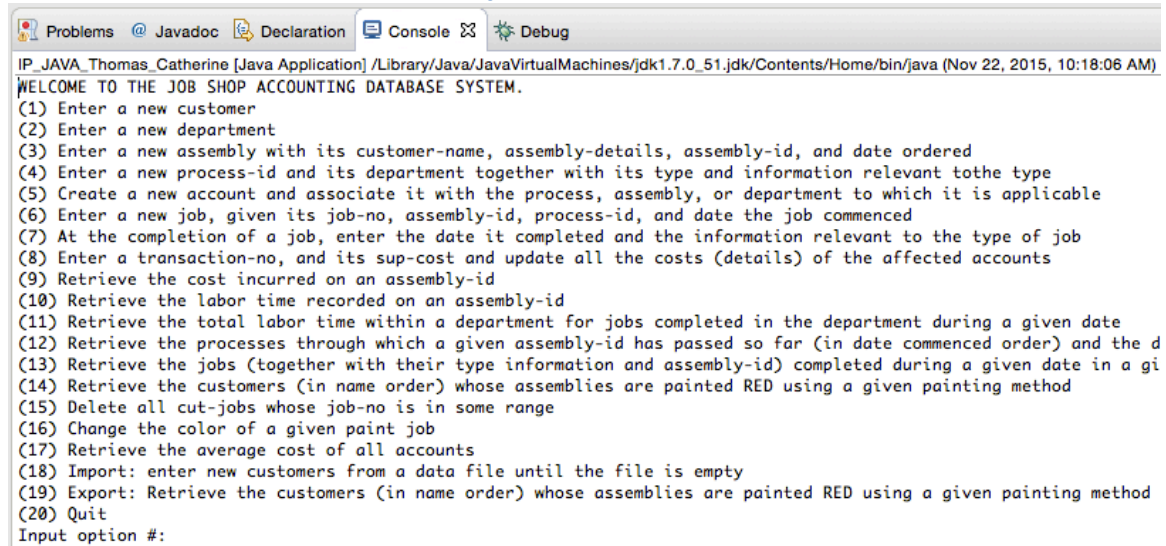 Problems @ Javadoc Declaration Console Debug
IP_JAVA_Thomas_Catherine [Java Application] /Library/Java/JavaVirtualMachines/jdk1.7.0_51.jdk/Contents/Home/bin/java (Nov 22, 2015, 10:18:06 AM)
WELCOME TO THE JOB SHOP ACCOUNTING DATABASE SYSTEM.
(1) Enter a new customer
(2) Enter a new department
(3) Enter a new assembly with its customer-name, assembly-details, assembly-id, and date ordered
(4) Enter a new process-id and its department together with its type and information relevant tothe type
(5) Create a new account and associate it with the process, assembly, or department to which it is applicable
(6) Enter a new job, given its job-no, assembly-id, process-id, and date the job commenced
(7) At the completion of a job, enter the date it completed and the information relevant to the type of job
(8) Enter a transaction-no, and its sup-cost and update all the costs (details) of the affected accounts
(9) Retrieve the cost incurred on an assembly-id
(10) Retrieve the labor time recorded on an assembly-id
(11) Retrieve the total labor time within a department for jobs completed in the department during a given date
(12) Retrieve the processes through which a given assembly-id has passed so far (in date commenced order) and the d
(13) Retrieve the jobs (together with their type information and assembly-id) completed during a given date in a gi
(14) Retrieve the customers (in name order) whose assemblies are painted RED using a given painting method
(15) Delete all cut-jobs whose job-no is in some range
(16) Change the color of a given paint job
(17) Retrieve the average cost of all accounts
(18) Import: enter new customers from a data file until the file is empty
(19) Export: Retrieve the customers (in name order) whose assemblies are painted RED using a given painting method
(20) Quit
Input option #: